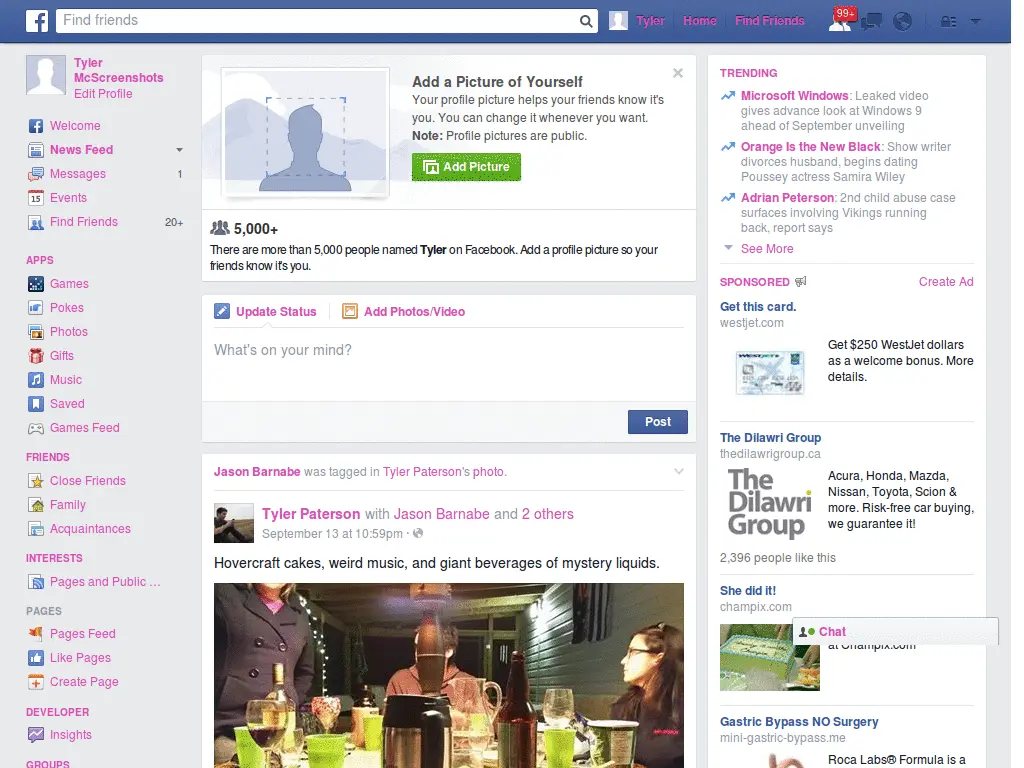 Find friends
Tyler
Home
Find Friends
99+
Tyler
McScreenshots
Edit Profile
Welcome
News Feed
Messages 1
Events
Find Friends 20+
APPS
Games
Pokes
Photos
Gifts
Music
Saved
Games Feed
FRIENDS
Close Friends
Family
Acquaintances
INTERESTS
Pages and Public ...
PAGES
Pages Feed
Like Pages
Create Page
DEVELOPER
Insights
GROUPS
Add a Picture of Yourself
Your profile picture helps your friends know it's
you. You can change it whenever you want.
Note: Profile pictures are public.
Add Picture
5,000+
There are more than 5,000 people named Tyler on Facebook. Add a profile picture so your
friends know it's you.
Update Status
Add Photos/Video
What's on your mind?
Post
Jason Barnabe was tagged in Tyler Paterson's photo.
Tyler Paterson with Jason Barnabe and 2 others
September 13 at 10:59pm ·
Hovercraft cakes, weird music, and giant beverages of mystery liquids.
TRENDING
Microsoft Windows: Leaked video
gives advance look at Windows 9
ahead of September unveiling
Orange Is the New Black: Show writer
divorces husband, begins dating
Poussey actress Samira Wiley
Adrian Peterson: 2nd child abuse case
surfaces involving Vikings running
back, report says
See More
SPONSORED
Create Ad
Get this card.
westjet.com
Get $250 WestJet dollars
as a welcome bonus. More
details.
The Dilawri Group
thedilawrigroup.ca
The
Dilawri
Group
Acura, Honda, Mazda,
Nissan, Toyota, Scion &
more. Risk-free car buying,
we guarantee it!
2,396 people like this
She did it!
champix.com
Chat
at Champix.com
Gastric Bypass NO Surgery
mini-gastric-bypass.me
Roca Labs® Formula is a